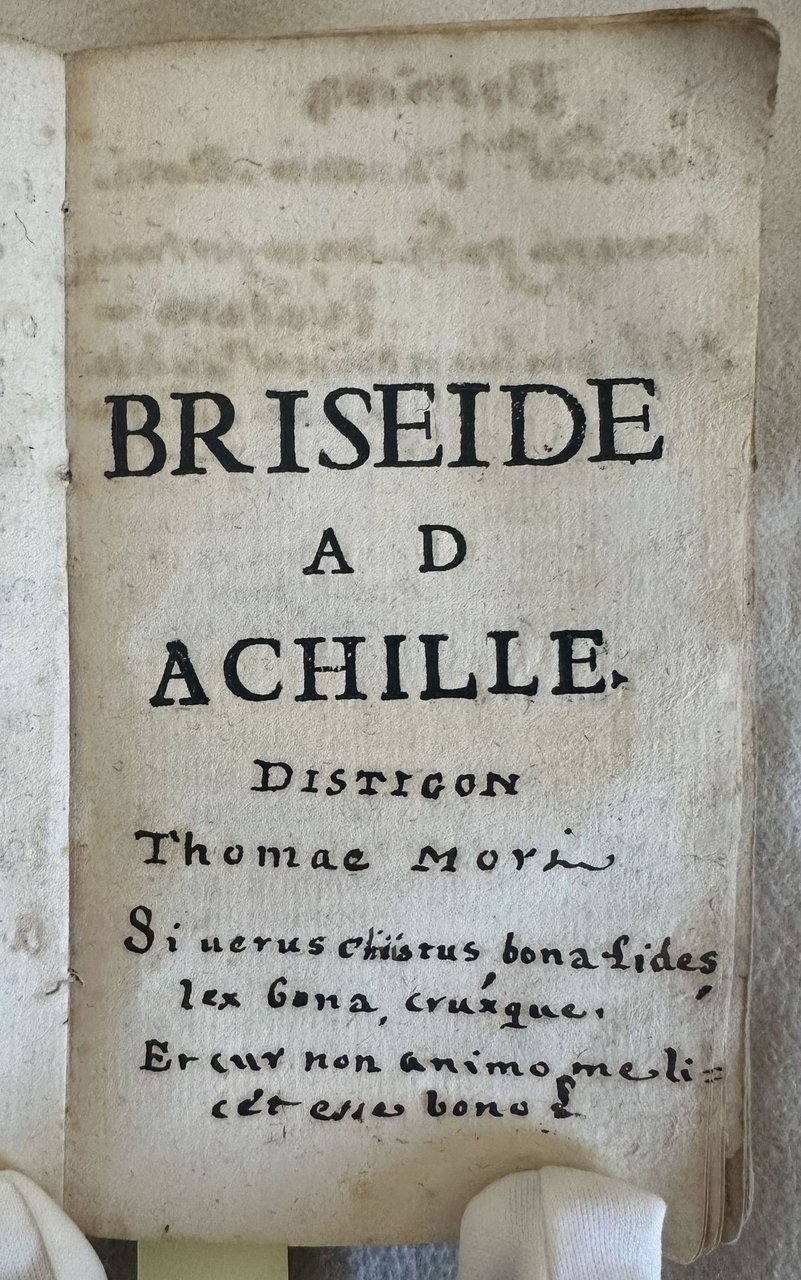 BRISEIDE
AD
ACHILLE.
DISTIGON
Thomae Mori
Si uerus christus bona fides,
lex bona, cruxque.
Et cur non animo me li=
cet esse bono?